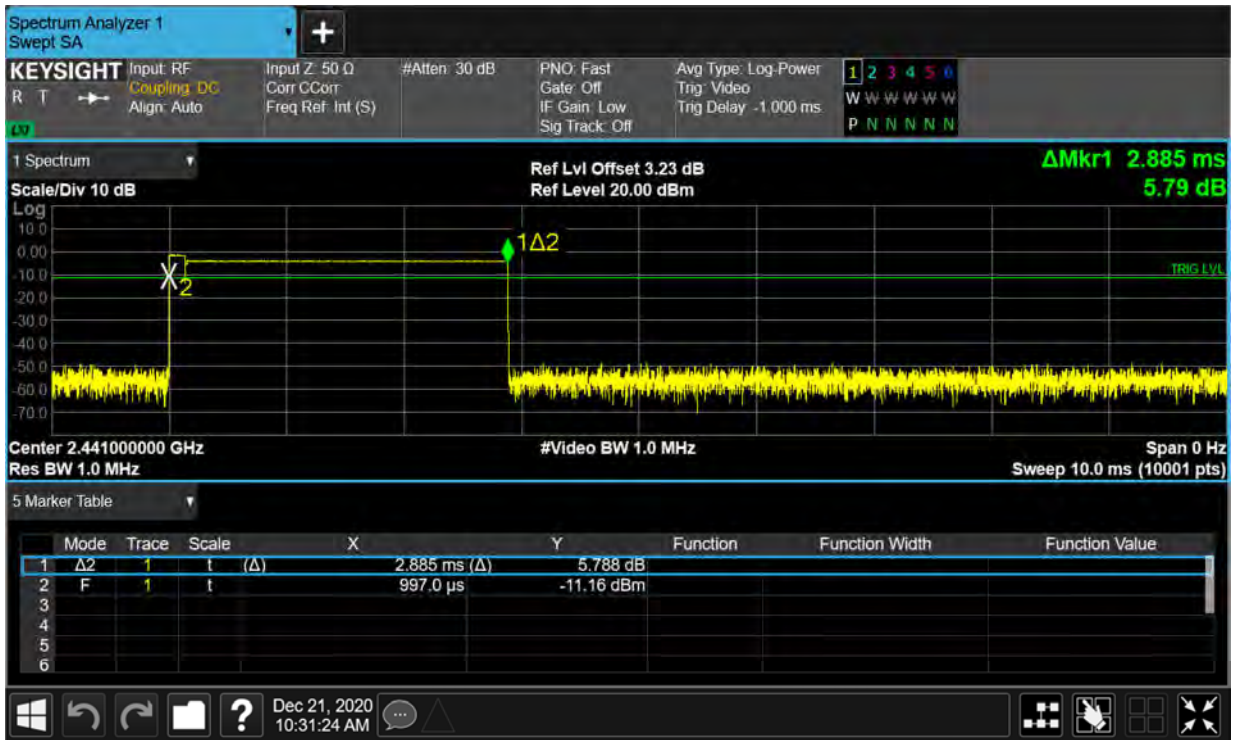 Spectrum Analyzer 1
Swept SA
+
KEYSIGHT Input: RF Input Z: 50 Ω #Atten: 30 dB PNO: Fast Avg Type: Log-Power 1 2 3 4 5 6
R T Coupling: DC Corr CCorr Gate: Off Trig: Video W W W W W W
Align: Auto Freq Ref: Int (S) IF Gain: Low Trig Delay: -1.000 ms P N N N N N
Sig Track: Off
1 Spectrum
Ref Lvl Offset 3.23 dB ΔMkr1 2.885 ms
Scale/Div 10 dB Ref Level 20.00 dBm 5.79 dB
Log
10.0
0.00 1Δ2
-10.0 X2 TRIG LVL
-20.0
-30.0
-40.0
-50.0
-60.0
-70.0
Center 2.441000000 GHz #Video BW 1.0 MHz Span 0 Hz
Res BW 1.0 MHz Sweep 10.0 ms (10001 pts)
5 Marker Table
Mode Trace Scale X Y Function Function Width Function Value
1 Δ2 1 t (Δ) 2.885 ms (Δ) 5.788 dB
2 F 1 t 997.0 µs -11.16 dBm
3
4
5
6
? Dec 21, 2020
10:31:24 AM